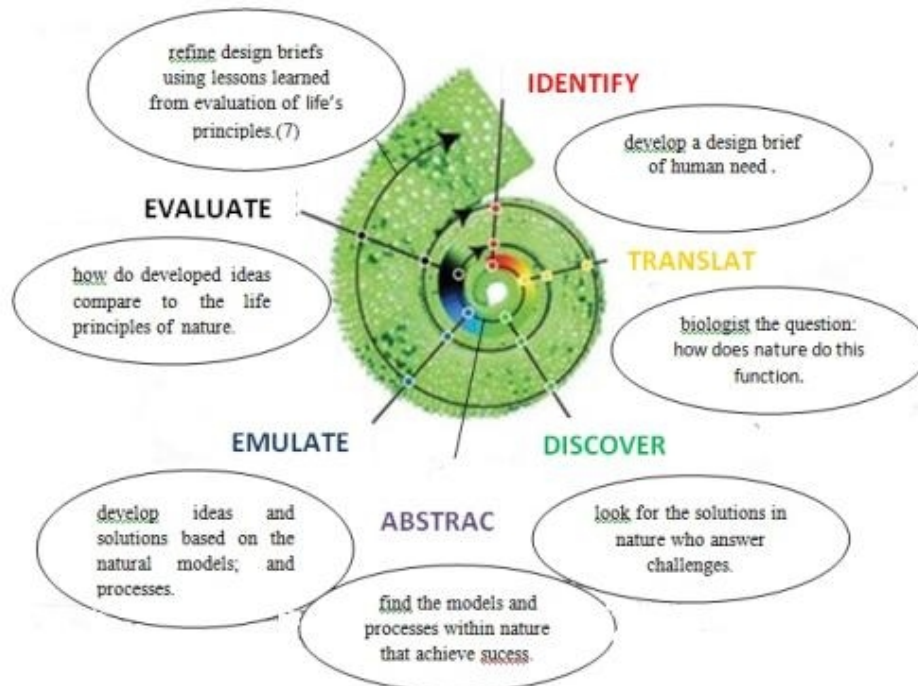 refine design briefs
using lessons learned
from evaluation of life's
principles.(7)
IDENTIFY
develop a design brief
of human need .
EVALUATE
how do developed ideas
compare to the life
principles of nature.
TRANSLAT
biologist the question:
how does nature do this
function.
EMULATE
DISCOVER
develop ideas and
solutions based on the
natural models; and
processes.
ABSTRAC
look for the solutions in
nature who answer
challenges.
find the models and
processes within nature
that achieve sucess.